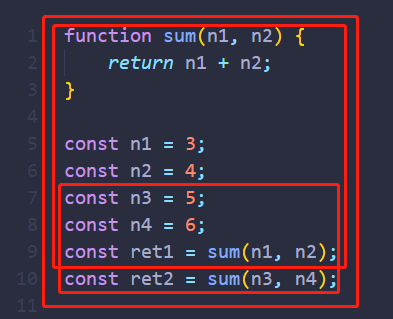 1 function sum(n1, n2) {
2 return n1 + n2;
3 }
4
5 const n1 = 3;
6 const n2 = 4;
7 const n3 = 5;
8 const n4 = 6;
9 const ret1 = sum(n1, n2);
10 const ret2 = sum(n3, n4);
11